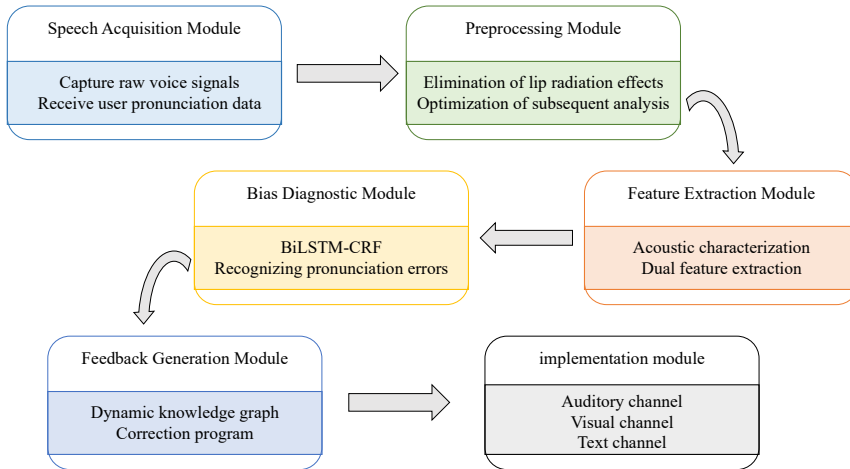 Speech Acquisition Module
Capture raw voice signals
Receive user pronunciation data
Preprocessing Module
Elimination of lip radiation effects
Optimization of subsequent analysis
Feature Extraction Module
Acoustic characterization
Dual feature extraction
Bias Diagnostic Module
BiLSTM-CRF
Recognizing pronunciation errors
Feedback Generation Module
Dynamic knowledge graph
Correction program
implementation module
Auditory channel
Visual channel
Text channel